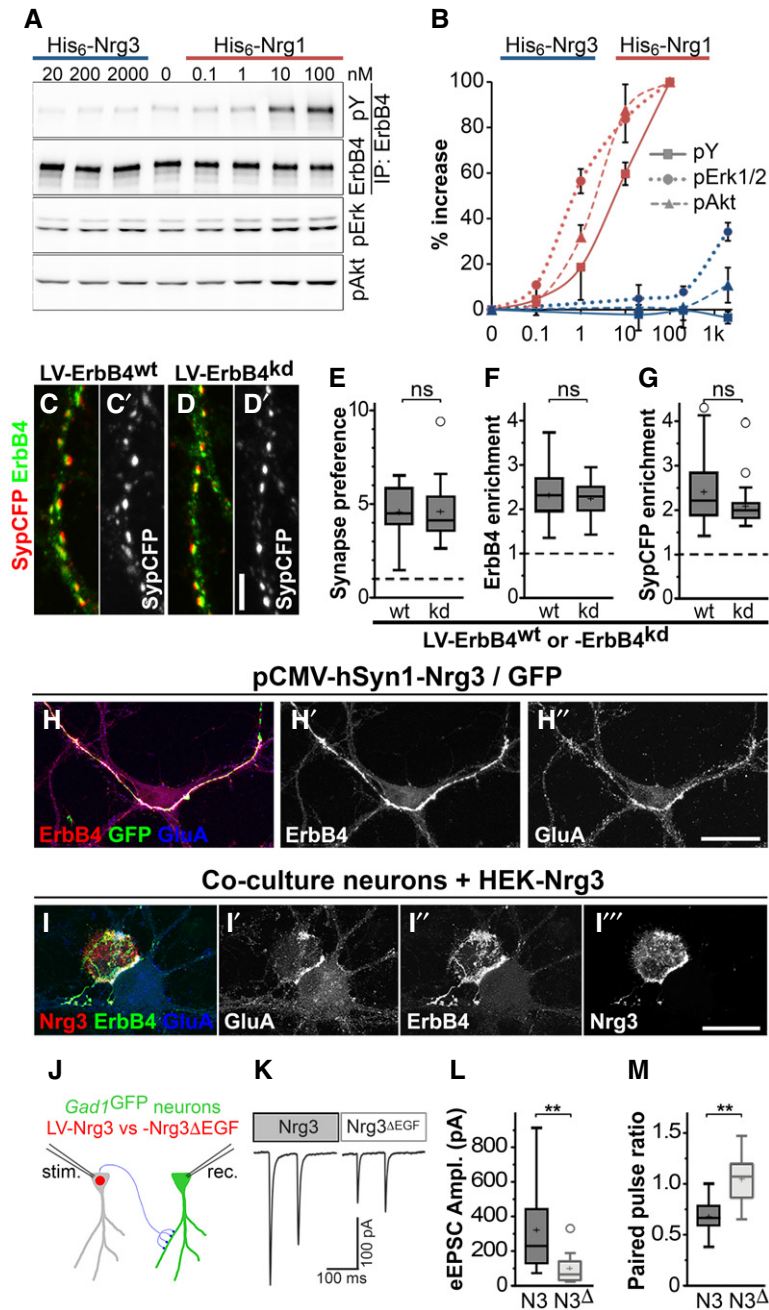 A
His6-Nrg3 His6-Nrg1
20 200 2000 0 0.1 1 10 100 nM
pY
ErbB4
IP: ErbB4
pErk
pAkt
B
His6-Nrg3 His6-Nrg1
% increase
100
80
60
40
20
0
pY
pErk1/2
pAkt
0 0.1 1 10 100 1k
LV-ErbB4wt LV-ErbB4kd
C C′ D D′
SypCFP ErbB4
SypCFP
SypCFP
E
ns
Synapse preference
10
5
0
wt kd
F
ns
ErbB4 enrichment
4
3
2
1
0
wt kd
G
ns
SypCFP enrichment
4
3
2
1
0
wt kd
LV-ErbB4wt or -ErbB4kd
pCMV-hSyn1-Nrg3 / GFP
H H′ H″
ErbB4 GFP GluA
ErbB4
GluA
Co-culture neurons + HEK-Nrg3
I I′ I″ I‴
Nrg3 ErbB4 GluA
GluA
ErbB4
Nrg3
J
Gad1GFP neurons
LV-Nrg3 vs -Nrg3ΔEGF
stim. rec.
K
Nrg3 Nrg3ΔEGF
100 pA
100 ms
L
**
eEPSC Ampl. (pA)
800
600
400
200
0
N3 N3Δ
M
**
Paired pulse ratio
1.5
1.0
0.5
0
N3 N3Δ